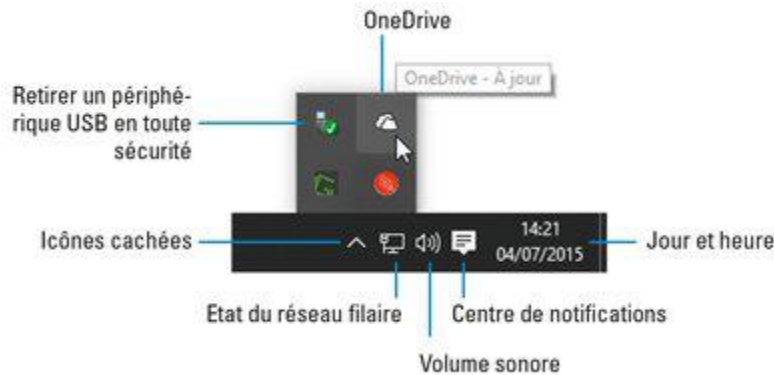 OneDrive
OneDrive - À jour
Retirer un périphé-
rique USB en toute
sécurité
Icônes cachées
14:21
04/07/2015
Jour et heure
Etat du réseau filaire
Centre de notifications
Volume sonore